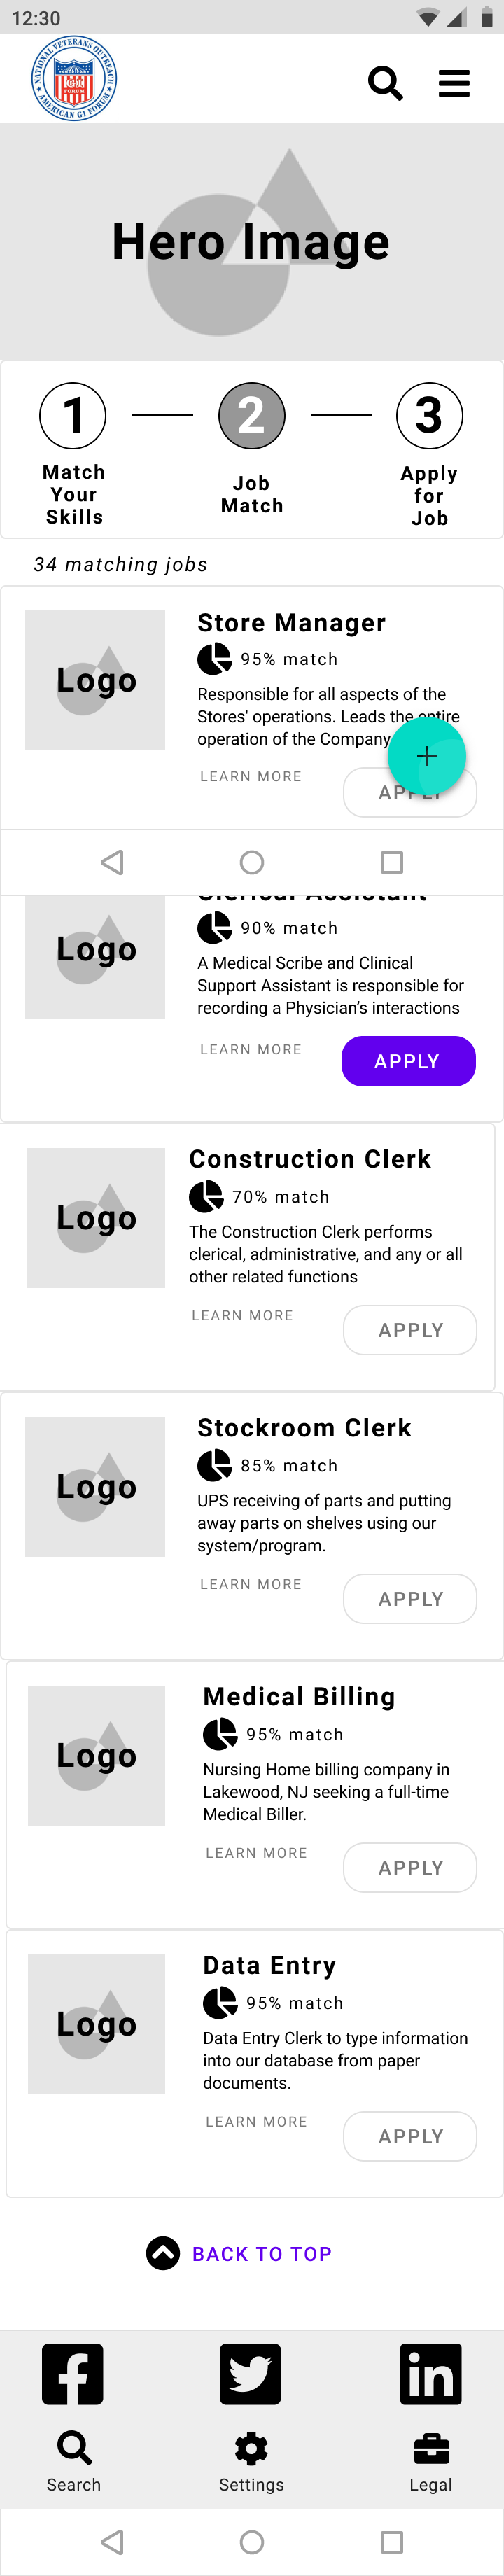 12:30
NATIONAL VETERANS OUTREACH
AMERICAN GI FORUM
Hero Image
1
2
3
Match
Your
Skills
Job
Match
Apply
for
Job
34 matching jobs
Logo
Store Manager
95% match
Responsible for all aspects of the
Stores' operations. Leads the entire
operation of the Company
LEARN MORE
APPLY
+
Clerical Assistant
Logo
90% match
A Medical Scribe and Clinical
Support Assistant is responsible for
recording a Physician’s interactions
LEARN MORE
APPLY
Construction Clerk
Logo
70% match
The Construction Clerk performs
clerical, administrative, and any or all
other related functions
LEARN MORE
APPLY
Stockroom Clerk
Logo
85% match
UPS receiving of parts and putting
away parts on shelves using our
system/program.
LEARN MORE
APPLY
Medical Billing
Logo
95% match
Nursing Home billing company in
Lakewood, NJ seeking a full-time
Medical Biller.
LEARN MORE
APPLY
Data Entry
Logo
95% match
Data Entry Clerk to type information
into our database from paper
documents.
LEARN MORE
APPLY
BACK TO TOP
Search
Settings
Legal